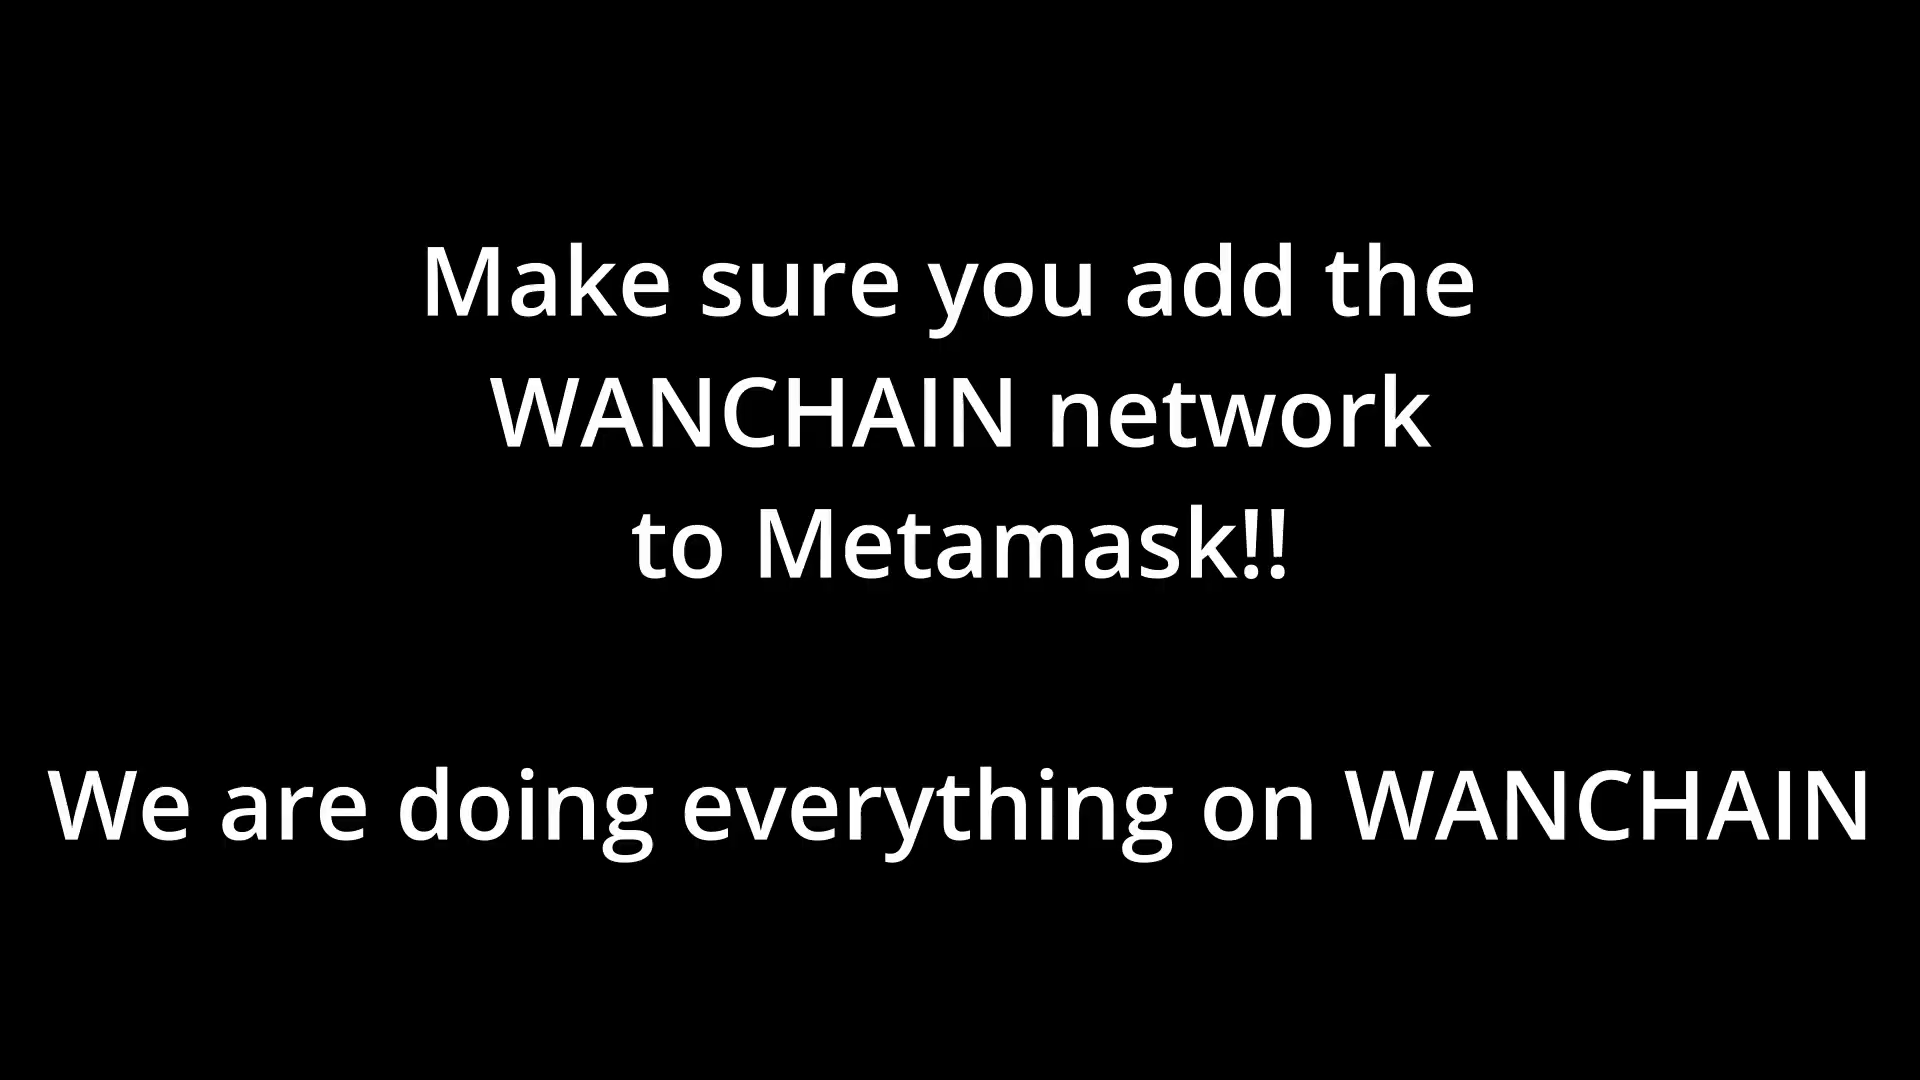 Make sure you add the
WANCHAIN network
to Metamask!!
We are doing everything on WANCHAIN